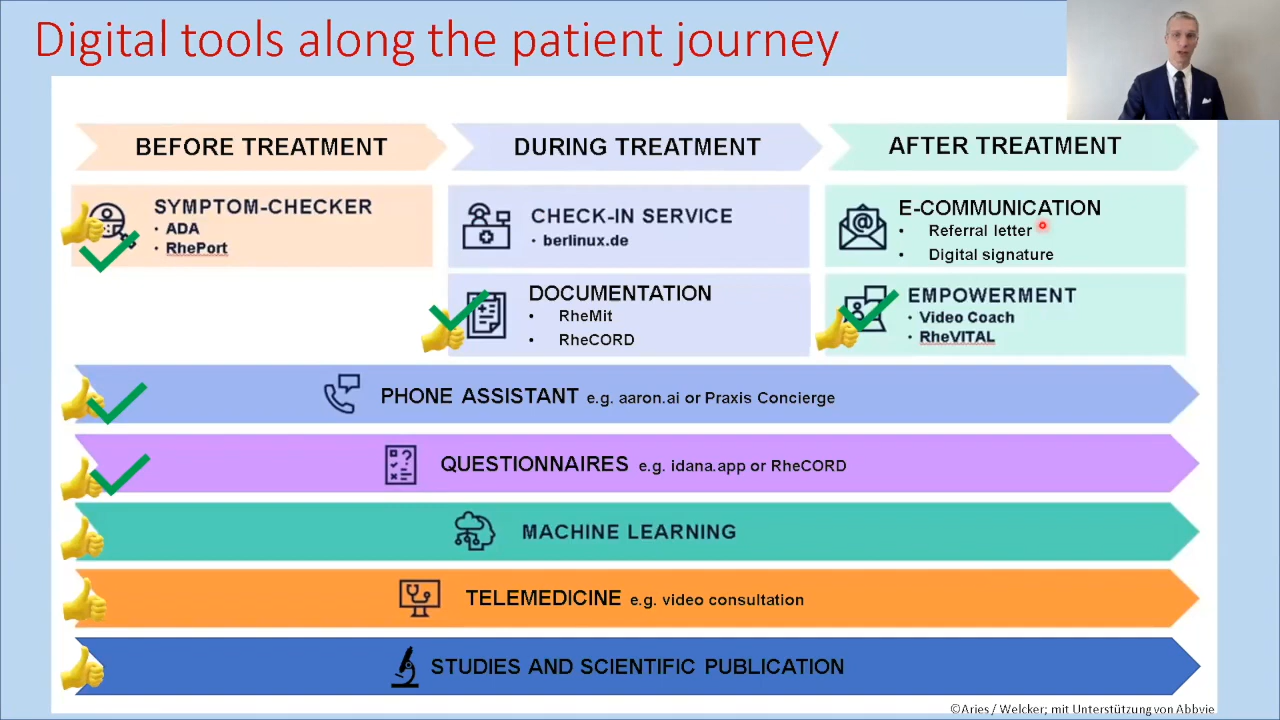 Digital tools along the patient journey
BEFORE TREATMENT
DURING TREATMENT
AFTER TREATMENT
SYMPTOM-CHECKER
• ADA
• RhePort
CHECK-IN SERVICE
• berlinux.de
E-COMMUNICATION
• Referral letter
• Digital signature
DOCUMENTATION
• RheMit
• RheCORD
EMPOWERMENT
• Video Coach
• RheVITAL
PHONE ASSISTANT e.g. aaron.ai or Praxis Concierge
QUESTIONNAIRES e.g. idana.app or RheCORD
MACHINE LEARNING
TELEMEDICINE e.g. video consultation
STUDIES AND SCIENTIFIC PUBLICATION
©Aries / Welcker; mit Unterstützung von Abbvie